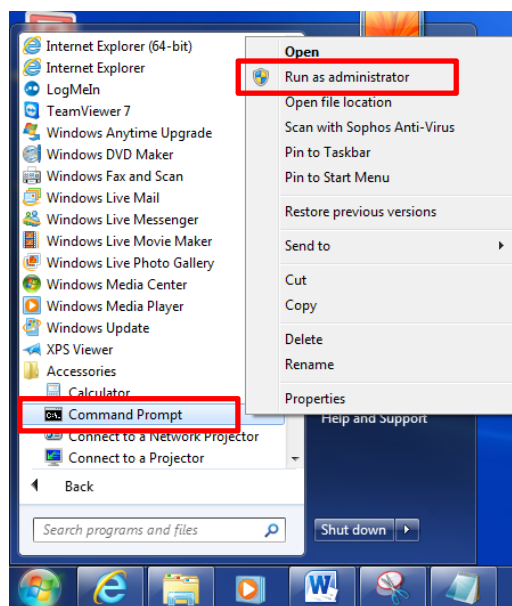 Internet Explorer (64-bit)
Internet Explorer
LogMeIn
TeamViewer 7
Windows Anytime Upgrade
Windows DVD Maker
Windows Fax and Scan
Windows Live Mail
Windows Live Messenger
Windows Live Movie Maker
Windows Live Photo Gallery
Windows Media Center
Windows Media Player
Windows Update
XPS Viewer
Accessories
Calculator
Command Prompt
Connect to a Network Projector
Connect to a Projector
Back
Search programs and files
Open
Run as administrator
Open file location
Scan with Sophos Anti-Virus
Pin to Taskbar
Pin to Start Menu
Restore previous versions
Send to
Cut
Copy
Delete
Rename
Properties
Help and Support
Shut down